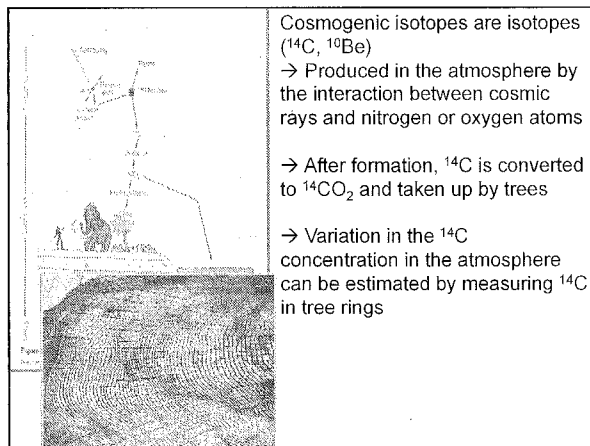 Cosmogenic isotopes are isotopes
(¹⁴C, ¹⁰Be)
→ Produced in the atmosphere by
the interaction between cosmic
rays and nitrogen or oxygen atoms
→ After formation, ¹⁴C is converted
to ¹⁴CO₂ and taken up by trees
→ Variation in the ¹⁴C
concentration in the atmosphere
can be estimated by measuring ¹⁴C
in tree rings